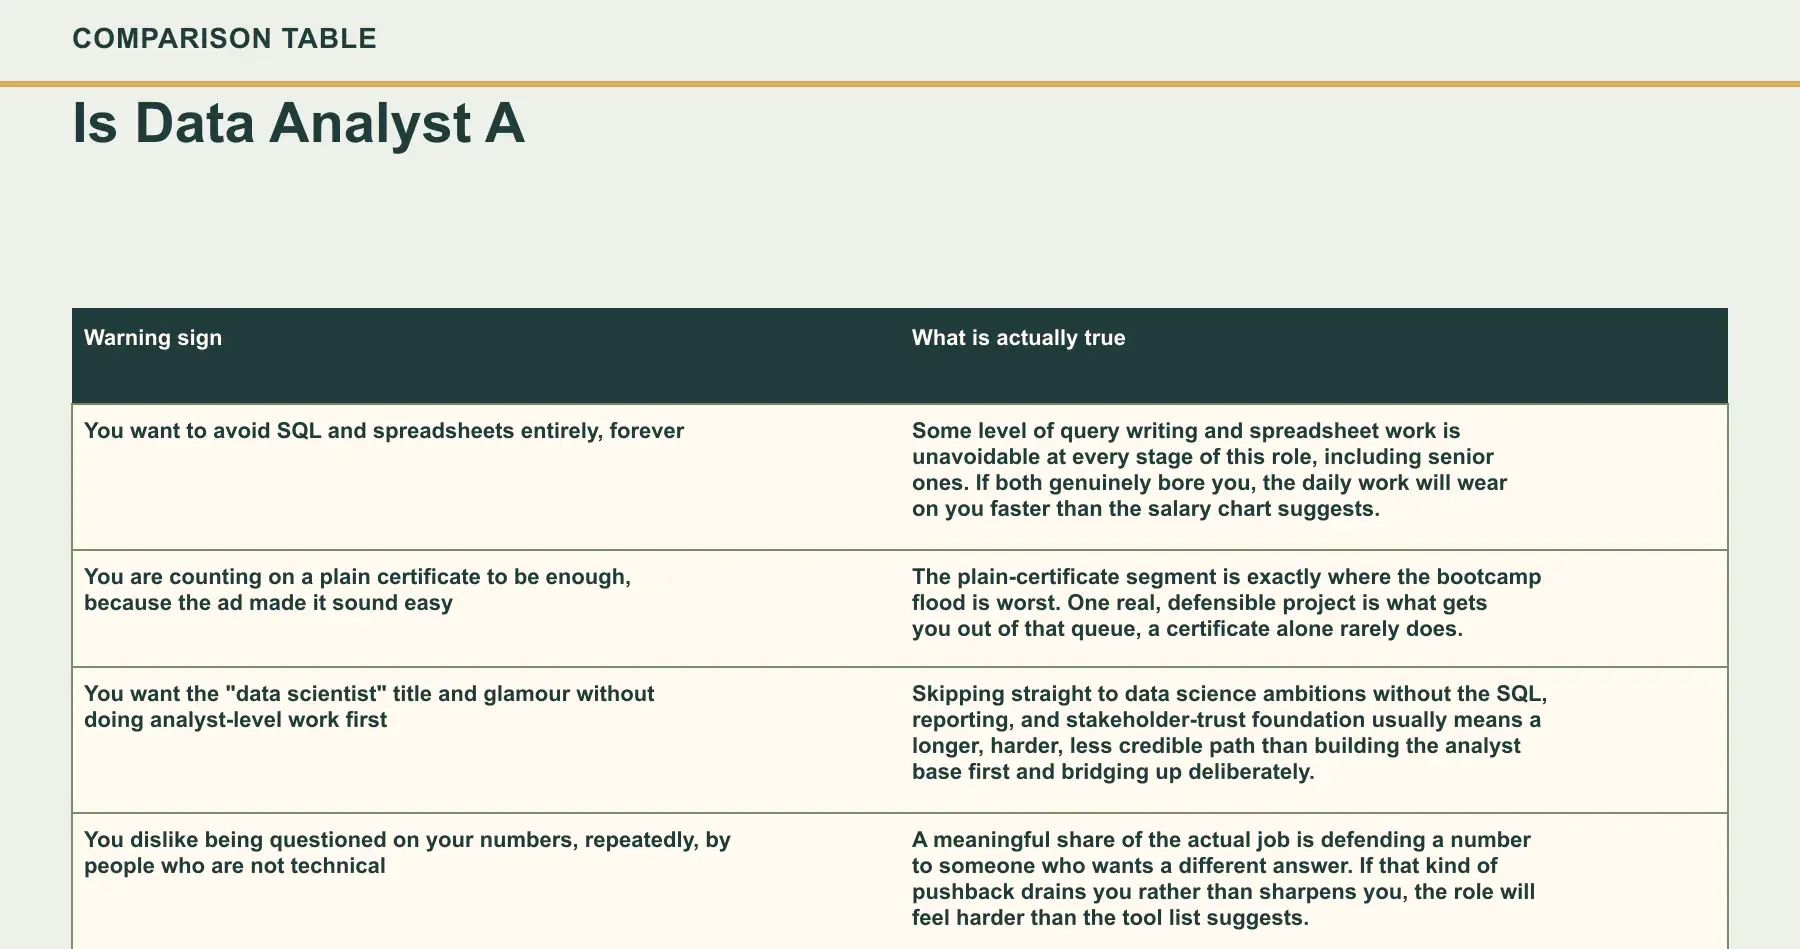 COMPARISON TABLE
Is Data Analyst A
Warning sign
What is actually true
You want to avoid SQL and spreadsheets entirely, forever
Some level of query writing and spreadsheet work is
unavoidable at every stage of this role, including senior
ones. If both genuinely bore you, the daily work will wear
on you faster than the salary chart suggests.
You are counting on a plain certificate to be enough,
because the ad made it sound easy
The plain-certificate segment is exactly where the bootcamp
flood is worst. One real, defensible project is what gets
you out of that queue, a certificate alone rarely does.
You want the "data scientist" title and glamour without
doing analyst-level work first
Skipping straight to data science ambitions without the SQL,
reporting, and stakeholder-trust foundation usually means a
longer, harder, less credible path than building the analyst
base first and bridging up deliberately.
You dislike being questioned on your numbers, repeatedly, by
people who are not technical
A meaningful share of the actual job is defending a number
to someone who wants a different answer. If that kind of
pushback drains you rather than sharpens you, the role will
feel harder than the tool list suggests.